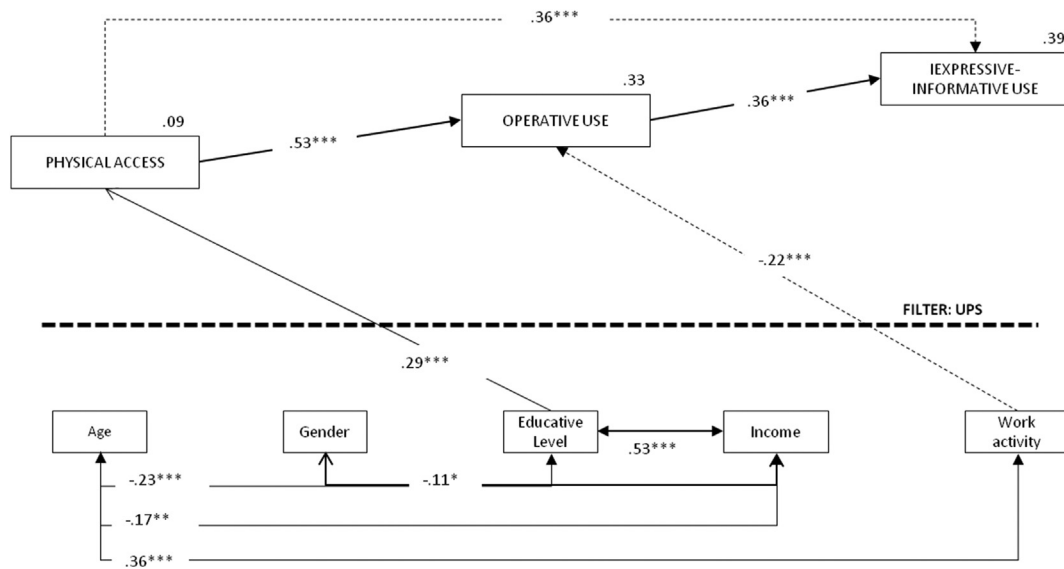 .36***
.39
IEXPRESSIVE-
INFORMATIVE USE
.33
OPERATIVE USE
.36***
.09
PHYSICAL ACCESS
.53***
-.22***
FILTER: UPS
.29***
Age
Gender
Educative
Level
.53***
Income
Work
activity
-.23***
-.11*
-.17**
.36***